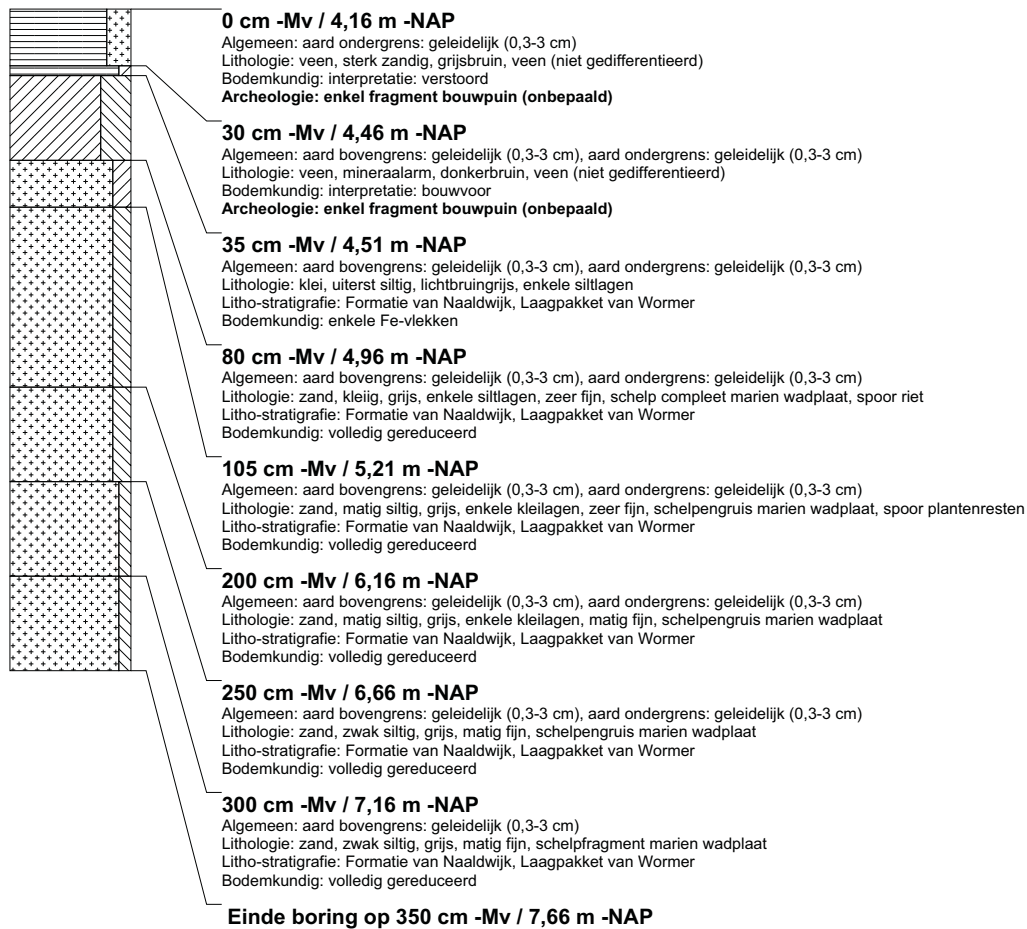 0 cm -Mv / 4,16 m -NAP
Algemeen: aard ondergrens: geleidelijk (0,3-3 cm)
Lithologie: veen, sterk zandig, grijsbruin, veen (niet gedifferentieerd)
Bodemkundig: interpretatie: verstoord
Archeologie: enkel fragment bouwpuin (onbepaald)
30 cm -Mv / 4,46 m -NAP
Algemeen: aard bovengrens: geleidelijk (0,3-3 cm), aard ondergrens: geleidelijk (0,3-3 cm)
Lithologie: veen, mineraalarm, donkerbruin, veen (niet gedifferentieerd)
Bodemkundig: interpretatie: bouwvoor
Archeologie: enkel fragment bouwpuin (onbepaald)
35 cm -Mv / 4,51 m -NAP
Algemeen: aard bovengrens: geleidelijk (0,3-3 cm), aard ondergrens: geleidelijk (0,3-3 cm)
Lithologie: klei, uiterst siltig, lichtbruingrijs, enkele siltlagen
Litho-stratigrafie: Formatie van Naaldwijk, Laagpakket van Wormer
Bodemkundig: enkele Fe-vlekken
80 cm -Mv / 4,96 m -NAP
Algemeen: aard bovengrens: geleidelijk (0,3-3 cm), aard ondergrens: geleidelijk (0,3-3 cm)
Lithologie: zand, kleiig, grijs, enkele siltlagen, zeer fijn, schelp compleet marien wadplaat, spoor riet
Litho-stratigrafie: Formatie van Naaldwijk, Laagpakket van Wormer
Bodemkundig: volledig gereduceerd
105 cm -Mv / 5,21 m -NAP
Algemeen: aard bovengrens: geleidelijk (0,3-3 cm), aard ondergrens: geleidelijk (0,3-3 cm)
Lithologie: zand, matig siltig, grijs, enkele kleilagen, zeer fijn, schelpengruis marien wadplaat, spoor plantenresten
Litho-stratigrafie: Formatie van Naaldwijk, Laagpakket van Wormer
Bodemkundig: volledig gereduceerd
200 cm -Mv / 6,16 m -NAP
Algemeen: aard bovengrens: geleidelijk (0,3-3 cm), aard ondergrens: geleidelijk (0,3-3 cm)
Lithologie: zand, matig siltig, grijs, enkele kleilagen, matig fijn, schelpengruis marien wadplaat
Litho-stratigrafie: Formatie van Naaldwijk, Laagpakket van Wormer
Bodemkundig: volledig gereduceerd
250 cm -Mv / 6,66 m -NAP
Algemeen: aard bovengrens: geleidelijk (0,3-3 cm), aard ondergrens: geleidelijk (0,3-3 cm)
Lithologie: zand, zwak siltig, grijs, matig fijn, schelpengruis marien wadplaat
Litho-stratigrafie: Formatie van Naaldwijk, Laagpakket van Wormer
Bodemkundig: volledig gereduceerd
300 cm -Mv / 7,16 m -NAP
Algemeen: aard bovengrens: geleidelijk (0,3-3 cm)
Lithologie: zand, zwak siltig, grijs, matig fijn, schelpfragment marien wadplaat
Litho-stratigrafie: Formatie van Naaldwijk, Laagpakket van Wormer
Bodemkundig: volledig gereduceerd
Einde boring op 350 cm -Mv / 7,66 m -NAP